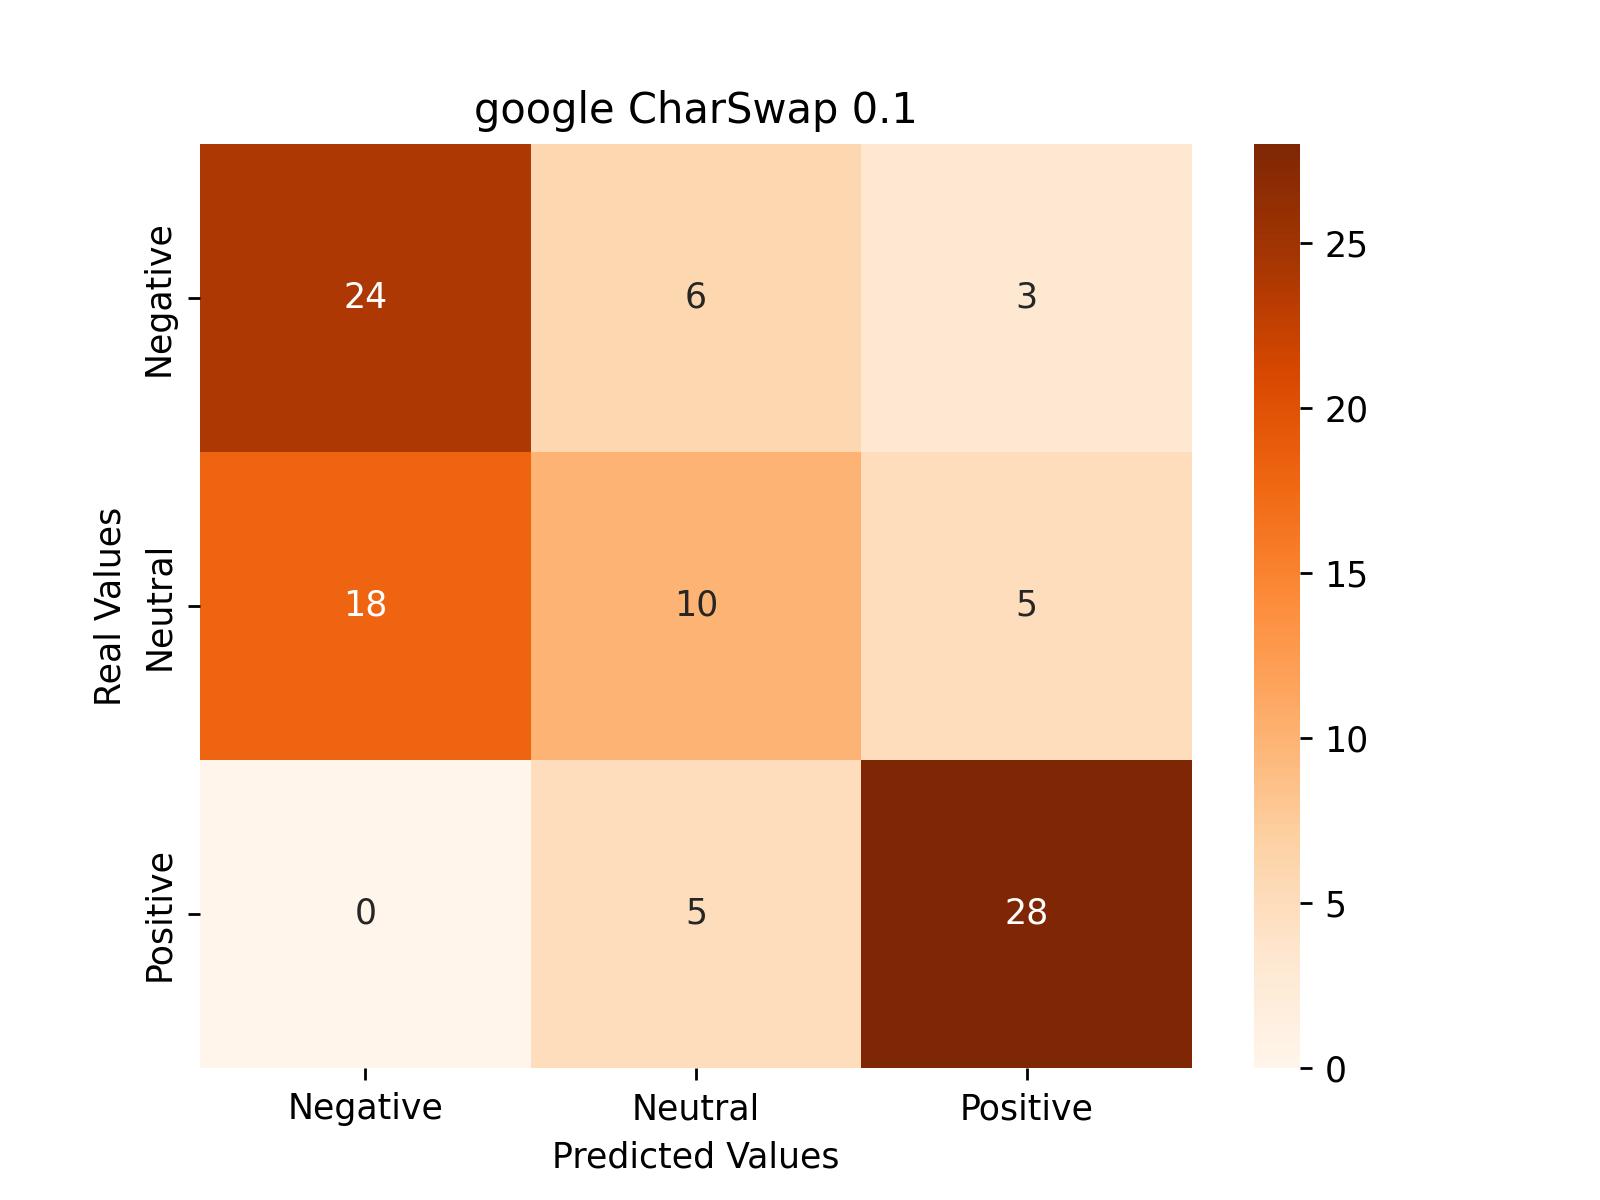 google CharSwap 0.1
Real Values
Negative
24 6 3
Neutral
18 10 5
Positive
0 5 28
Negative Neutral Positive
Predicted Values
25
20
15
10
5
0